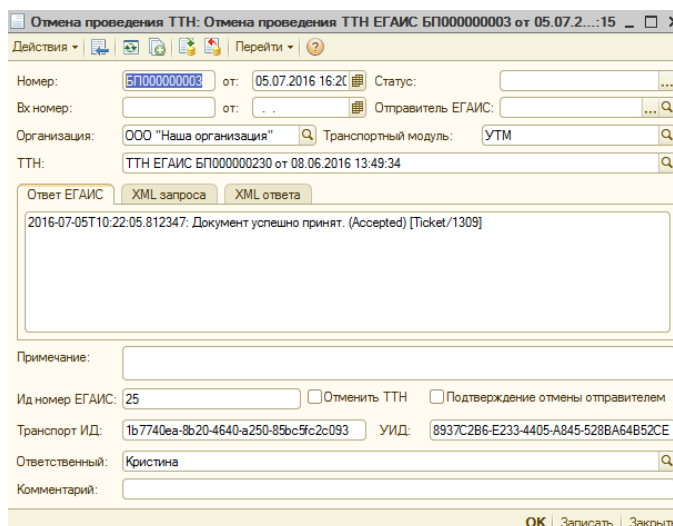 Отмена проведения ТТН: Отмена проведения ТТН ЕГАИС БП000000003 от 05.07.2...:15
Действия Перейти
Номер: БП000000003 от: 05.07.2016 16:20 Статус:
Вх номер: от: . . Отправитель ЕГАИС:
Организация: ООО "Наша организация" Транспортный модуль: УТМ
ТТН: ТТН ЕГАИС БП000000230 от 08.06.2016 13:49:34
Ответ ЕГАИС XML запроса XML ответа
2016-07-05T10:22:05.812347: Документ успешно принят. (Accepted) [Ticket/1309]
Примечание:
Ид номер ЕГАИС: 25 Отменить ТТН Подтверждение отмены отправителем
Транспорт ИД: 1b7740ea-8b20-4640-a250-85bc5fc2c093 УИД: 8937C2B6-E233-4405-A845-528BA64B52CE
Ответственный: Кристина
Комментарий:
OK Записать Закрыть